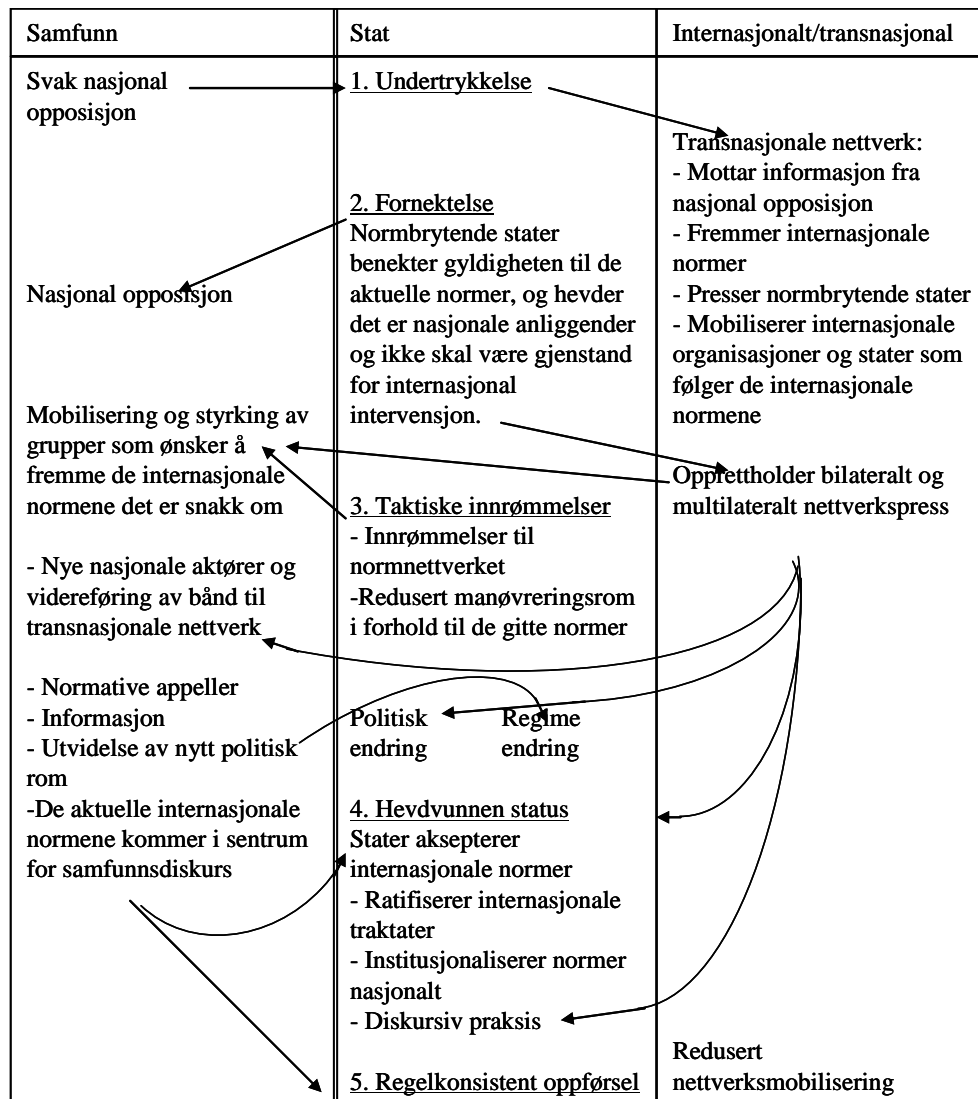 Samfunn
Stat
Internasjonalt/transnasjonal
Svak nasjonal
opposisjon
Nasjonal opposisjon
Mobilisering og styrking av
grupper som ønsker å
fremme de internasjonale
normene det er snakk om
- Nye nasjonale aktører og
videreføring av bånd til
transnasjonale nettverk
- Normative appeller
- Informasjon
- Utvidelse av nytt politisk
rom
-De aktuelle internasjonale
normene kommer i sentrum
for samfunnsdiskurs
1. Undertrykkelse
2. Fornektelse
Normbrytende stater
benekter gyldigheten til de
aktuelle normer, og hevder
det er nasjonale anliggender
og ikke skal være gjenstand
for internasjonal
intervensjon.
3. Taktiske innrømmelser
- Innrømmelser til
normnettverket
-Redusert manøvreringsrom
i forhold til de gitte normer
Politisk Regime
endring endring
4. Hevdvunnen status
Stater aksepterer
internasjonale normer
- Ratifiserer internasjonale
traktater
- Institusjonaliserer normer
nasjonalt
- Diskursiv praksis
5. Regelkonsistent oppførsel
Transnasjonale nettverk:
- Mottar informasjon fra
nasjonal opposisjon
- Fremmer internasjonale
normer
- Presser normbrytende stater
- Mobiliserer internasjonale
organisasjoner og stater som
følger de internasjonale
normene
Opprettholder bilateralt og
multilateralt nettverkspress
Redusert
nettverksmobilisering